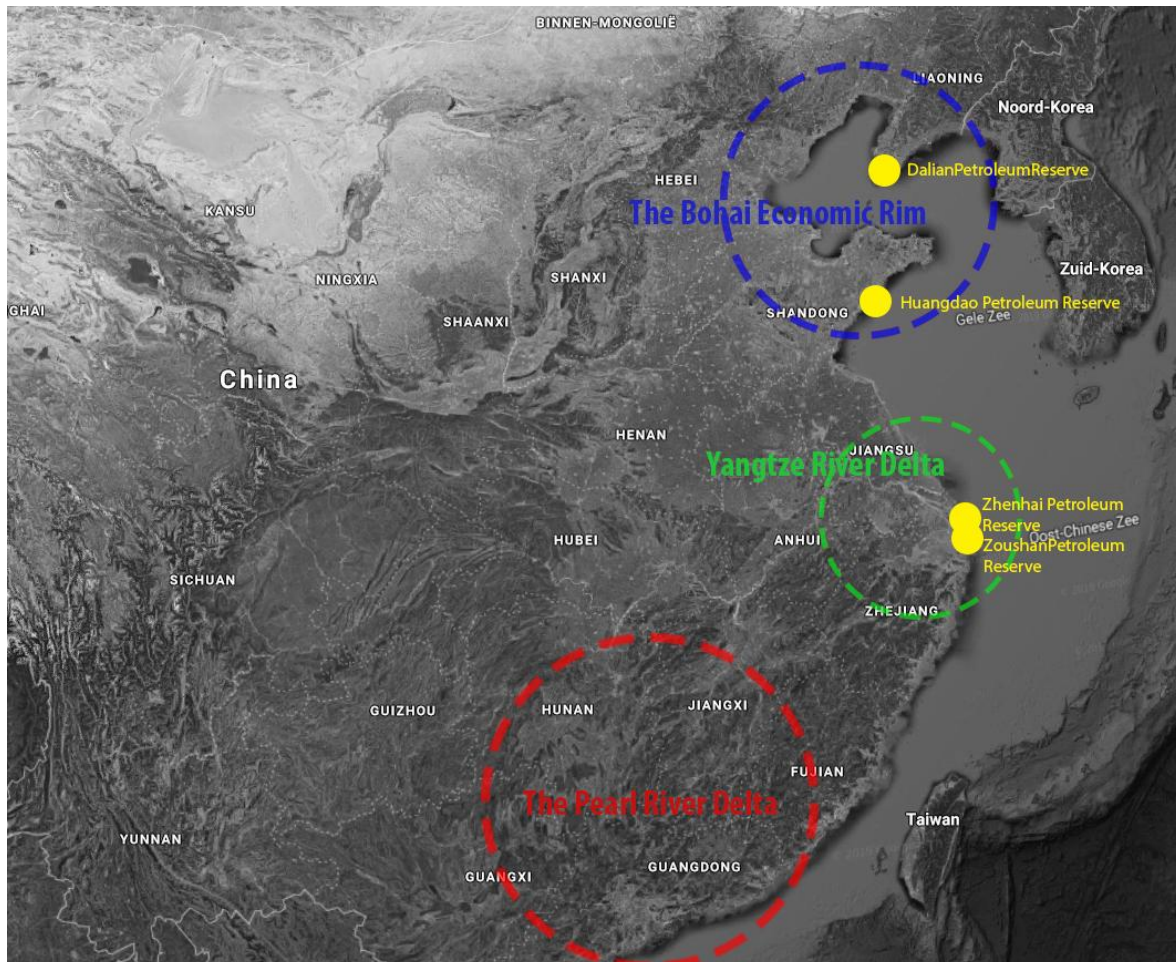 BINNEN-MONGOLIË
LIAONING
Noord-Korea
DalianPetroleumReserve
HEBEI
KANSU
The Bohai Economic Rim
Zuid-Korea
NINGXIA
SHANXI
Huangdao Petroleum Reserve
GHAI
SHANDONG
Gele Zee
SHAANXI
China
HENAN
JIANGSU
Yangtze River Delta
Zhenhai Petroleum
Reserve
Oost-Chinese Zee
HUBEI
ANHUI
ZoushanPetroleum
Reserve
SICHUAN
ZHEJIANG
GUIZHOU
HUNAN
JIANGXI
FUJIAN
The Pearl River Delta
Taiwan
YUNNAN
GUANGXI
GUANGDONG